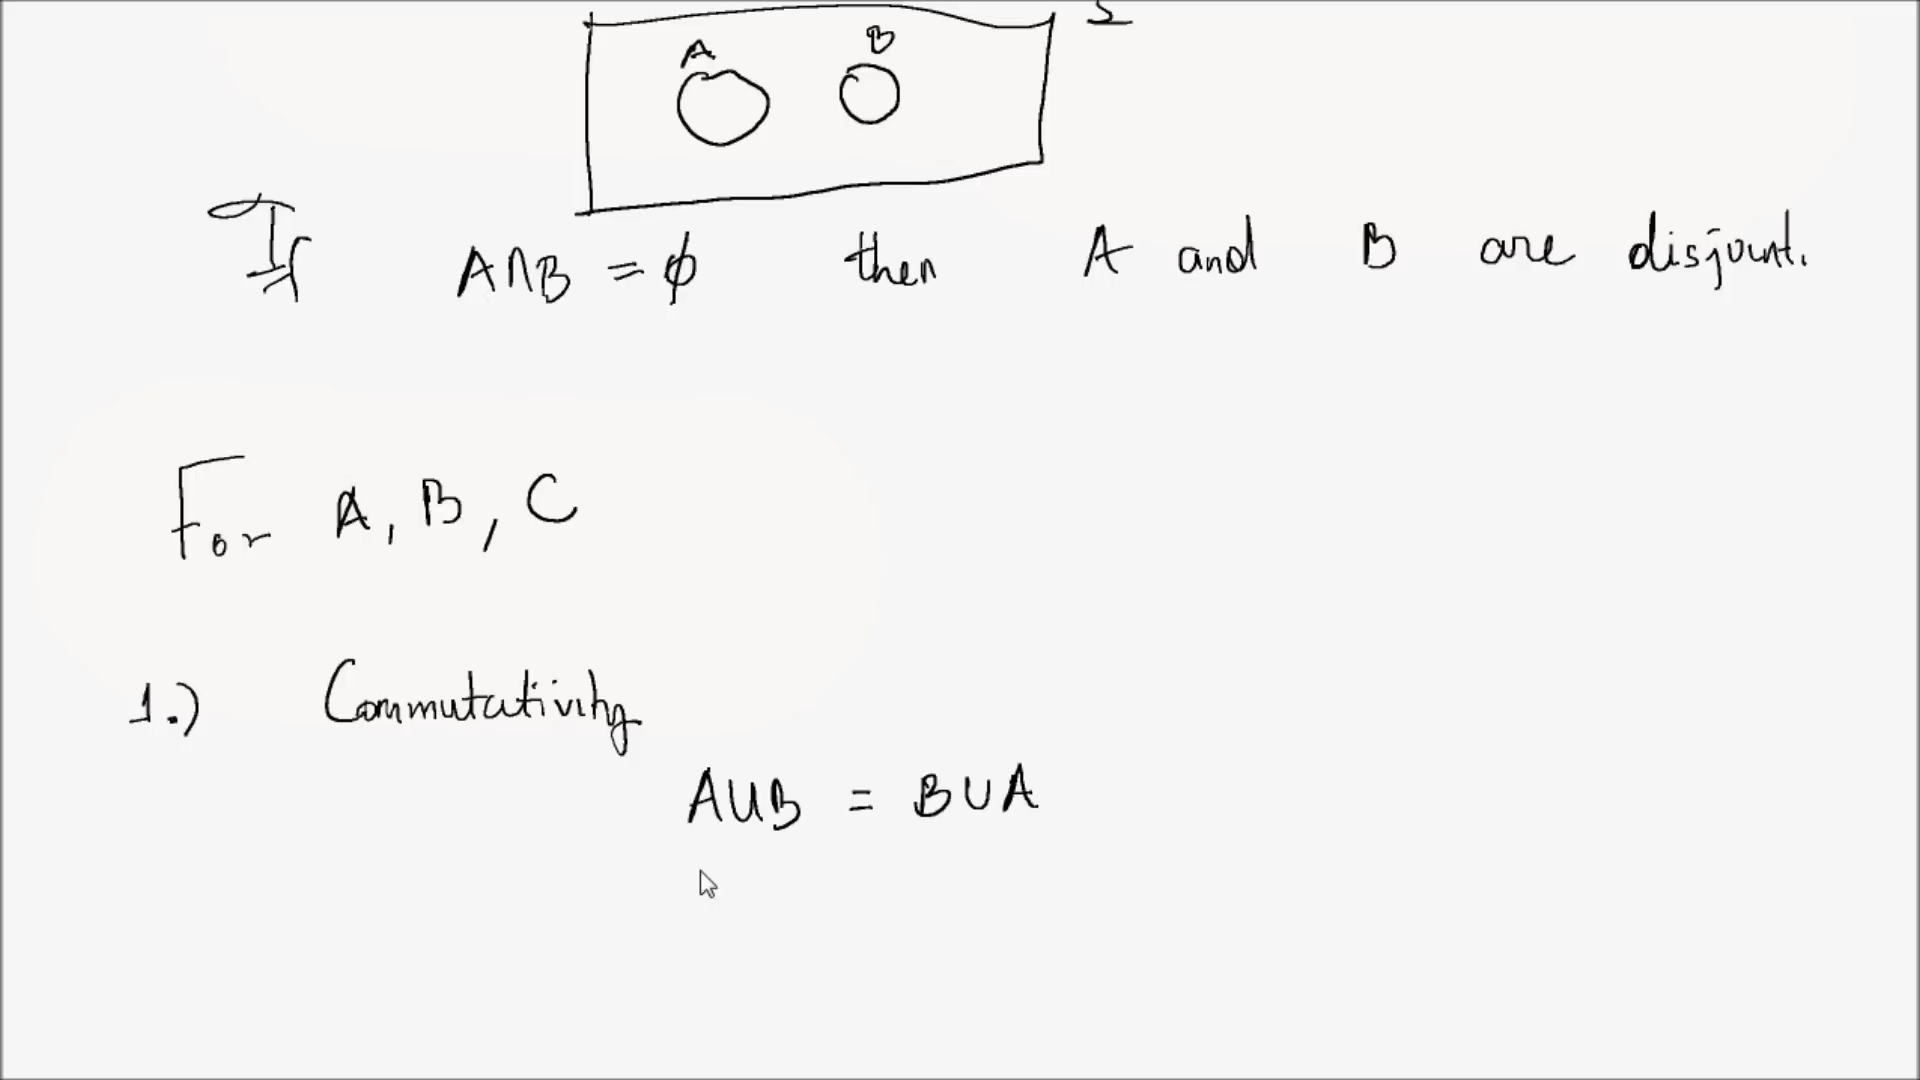 S
A B
If A∩B = ϕ then A and B are disjoint.
For A, B, C
1.) Commutativity
A∪B = B∪A